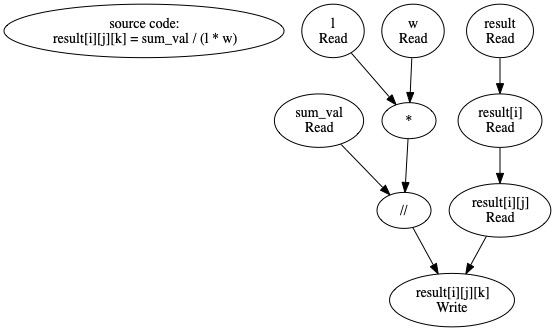 source code:
result[i][j][k] = sum_val / (l * w)
l
Read
w
Read
result
Read
sum_val
Read
*
result[i]
Read
//
result[i][j]
Read
result[i][j][k]
Write